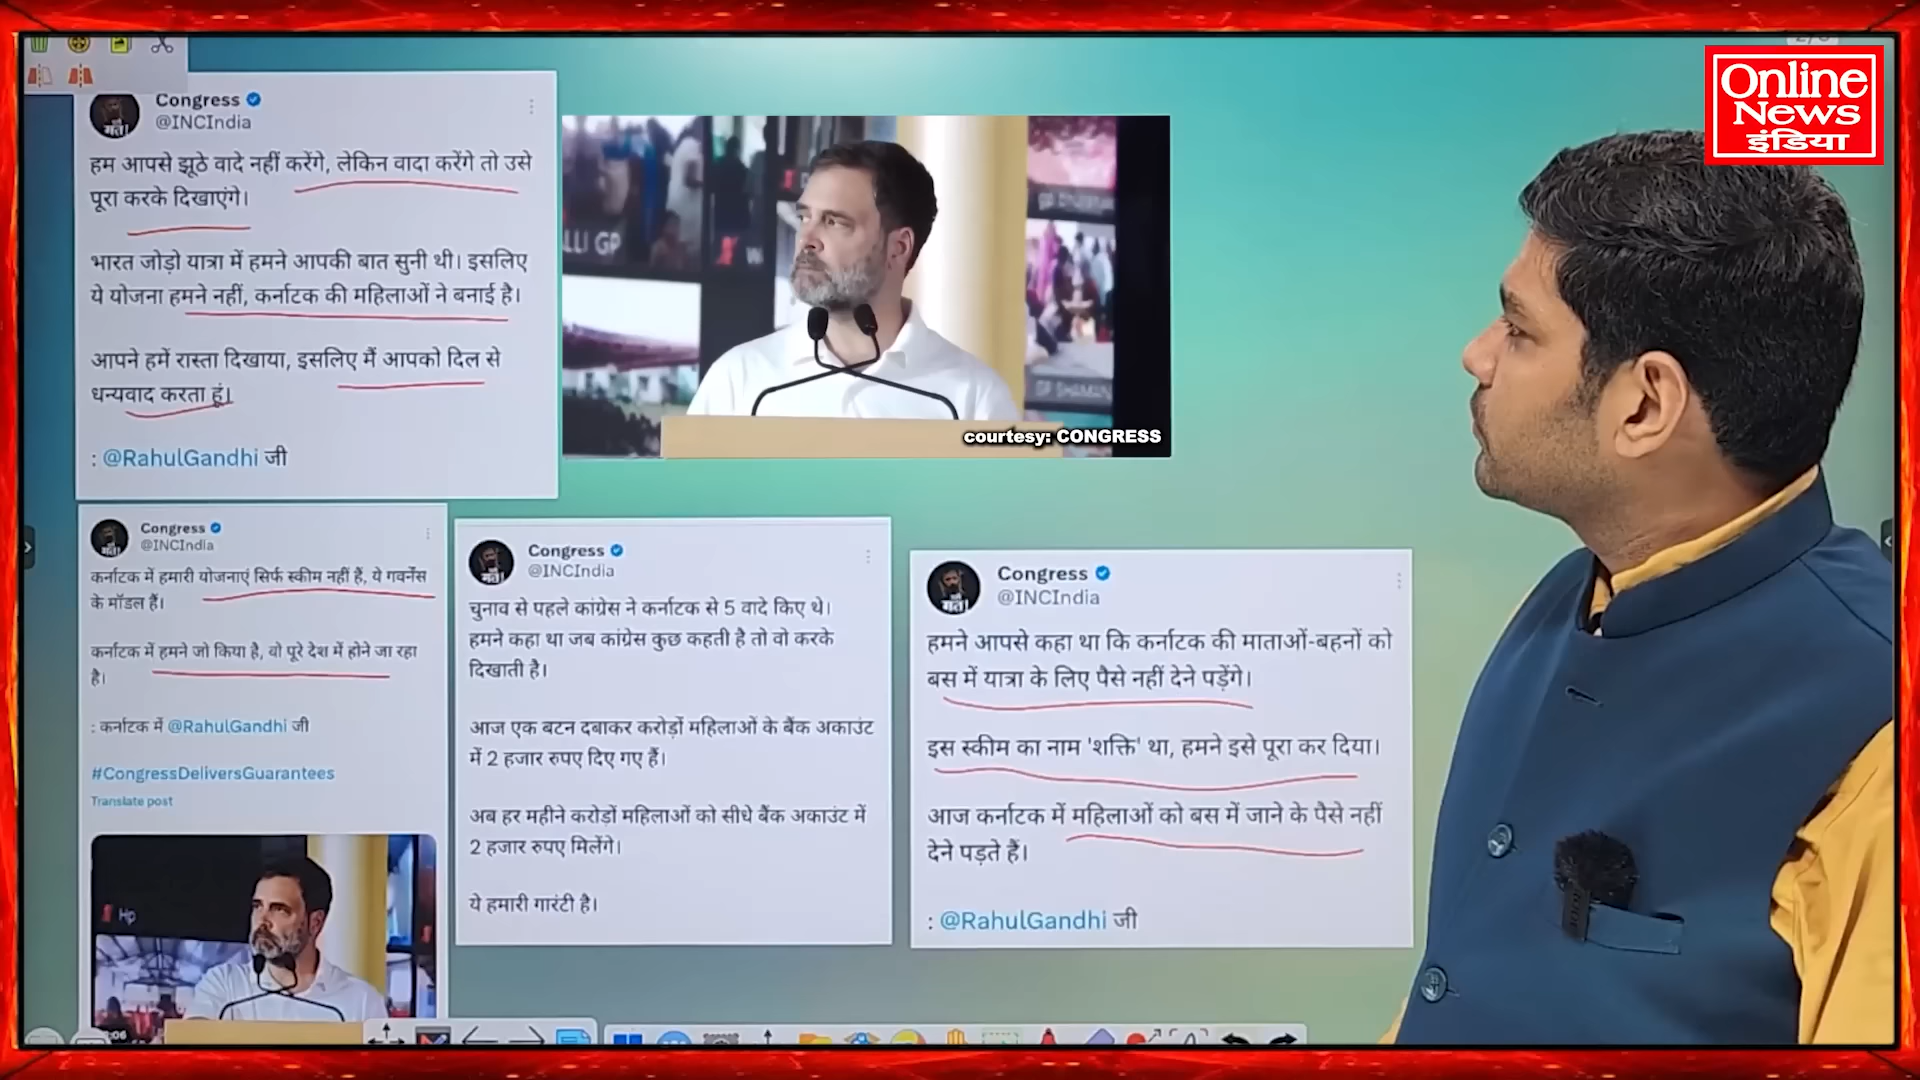 Online
News
इंडिया
Congress
@INCIndia
हम आपसे झूठे वादे नहीं करेंगे, लेकिन वादा करेंगे तो उसे
पूरा करके दिखाएंगे।
भारत जोड़ो यात्रा में हमने आपकी बात सुनी थी। इसलिए
ये योजना हमने नहीं, कर्नाटक की महिलाओं ने बनाई है।
आपने हमें रास्ता दिखाया, इसलिए मैं आपको दिल से
धन्यवाद करता हूं।
: @RahulGandhi जी
LLI GP
courtesy: CONGRESS
Congress
@INCIndia
कर्नाटक में हमारी योजनाएं सिर्फ स्कीम नहीं हैं, ये गवर्नेंस
के मॉडल हैं।
कर्नाटक में हमने जो किया है, वो पूरे देश में होने जा रहा
है।
: कर्नाटक में @RahulGandhi जी
#CongressDeliversGuarantees
Translate post
Hp
Congress
@INCIndia
चुनाव से पहले कांग्रेस ने कर्नाटक से 5 वादे किए थे।
हमने कहा था जब कांग्रेस कुछ कहती है तो वो करके
दिखाती है।
आज एक बटन दबाकर करोड़ों महिलाओं के बैंक अकाउंट
में 2 हजार रुपए दिए गए हैं।
अब हर महीने करोड़ों महिलाओं को सीधे बैंक अकाउंट में
2 हजार रुपए मिलेंगे।
ये हमारी गारंटी है।
Congress
@INCIndia
हमने आपसे कहा था कि कर्नाटक की माताओं-बहनों को
बस में यात्रा के लिए पैसे नहीं देने पड़ेंगे।
इस स्कीम का नाम 'शक्ति' था, हमने इसे पूरा कर दिया।
आज कर्नाटक में महिलाओं को बस में जाने के पैसे नहीं
देने पड़ते हैं।
: @RahulGandhi जी